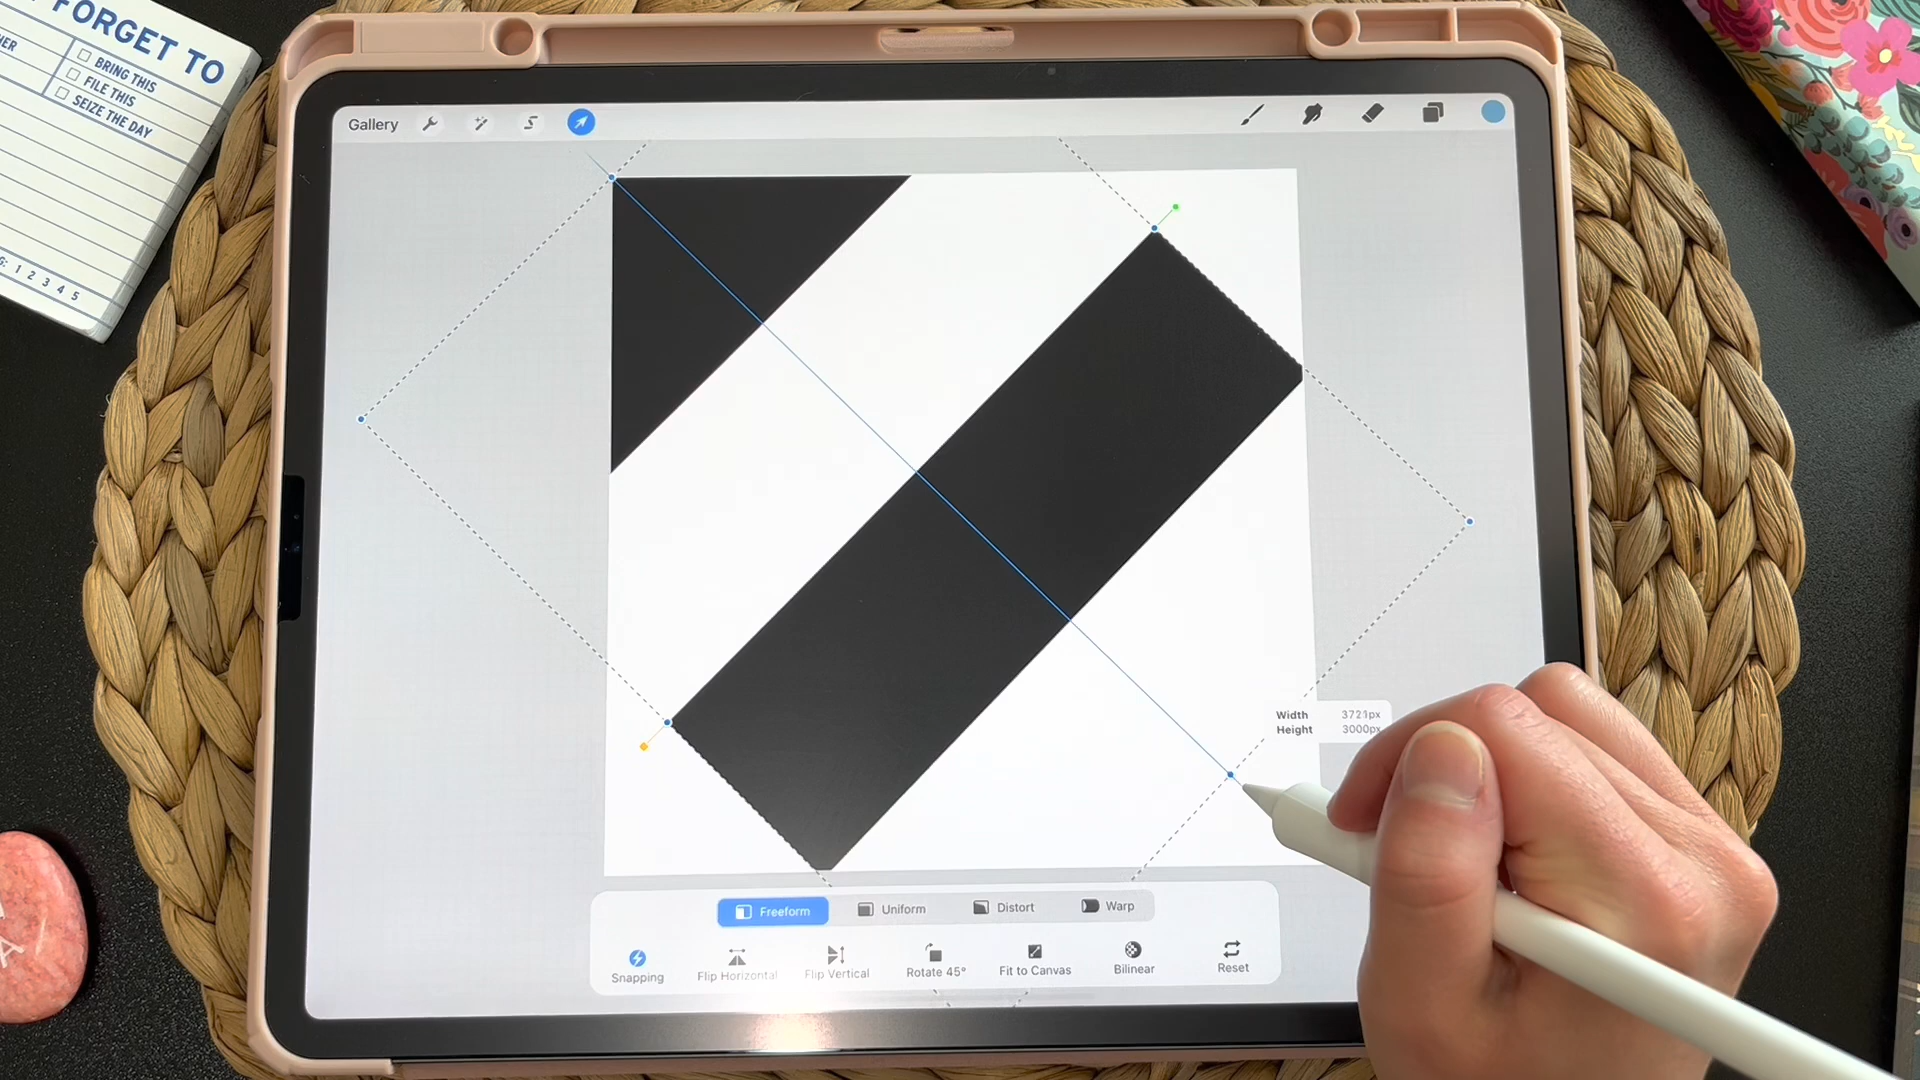 FORGET TO
BRING THIS
FILE THIS
SEIZE THE DAY
1 2 3 4 5
Gallery
Width 3721px
Height 3000px
Freeform
Uniform
Distort
Warp
Snapping
Flip Horizontal
Flip Vertical
Rotate 45°
Fit to Canvas
Bilinear
Reset